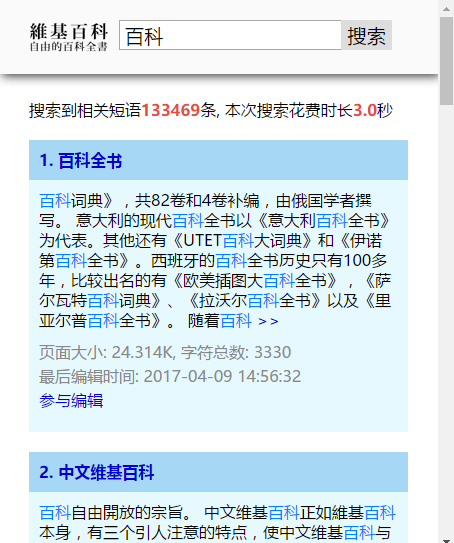 維基百科
自由的百科全書
百科
搜索
搜索到相关短语133469条, 本次搜索花费时长3.0秒
1. 百科全书
百科词典》，共82卷和4卷补编，由俄国学者撰
写。 意大利的现代百科全书以《意大利百科全书》
为代表。其他还有《UTET百科大词典》和《伊诺
第百科全书》。西班牙的百科全书历史只有100多
年，比较出名的有《欧美插图大百科全书》，《萨
尔瓦特百科词典》、《拉沃尔百科全书》以及《里
亚尔普百科全书》。 随着百科 >>
页面大小: 24.314K, 字符总数: 3330
最后编辑时间: 2017-04-09 14:56:32
参与编辑
2. 中文维基百科
百科自由開放的宗旨。 中文维基百科正如維基百科
本身，有三个引人注意的特点，使中文维基百科与